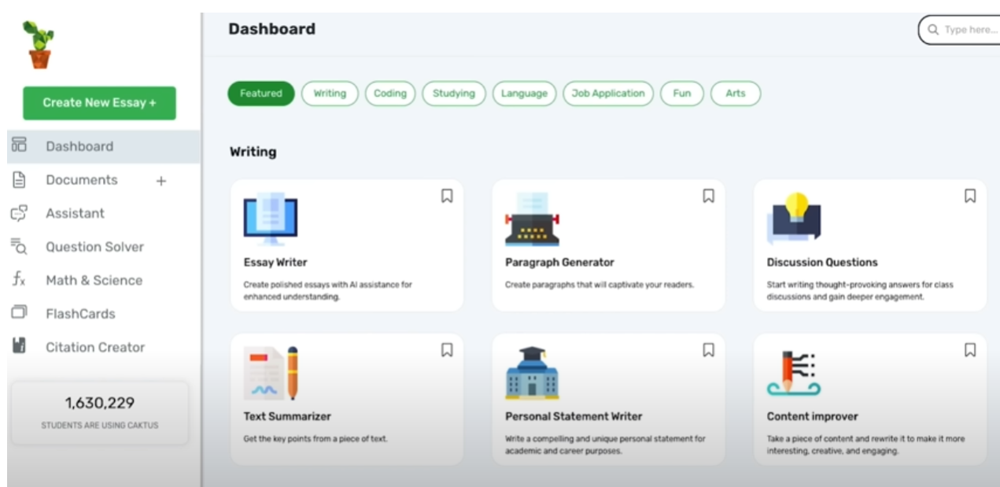 Dashboard
Type here...
Create New Essay +
Featured
Writing
Coding
Studying
Language
Job Application
Fun
Arts
Dashboard
Documents +
Assistant
Question Solver
Math & Science
FlashCards
Citation Creator
1,630,229
STUDENTS ARE USING CAKTUS
Writing
Essay Writer
Create polished essays with AI assistance for
enhanced understanding.
Paragraph Generator
Create paragraphs that will captivate your readers.
Discussion Questions
Start writing thought-provoking answers for class
discussions and gain deeper engagement.
Text Summarizer
Get the key points from a piece of text.
Personal Statement Writer
Write a compelling and unique personal statement for
academic and career purposes.
Content improver
Take a piece of content and rewrite it to make it more
interesting, creative, and engaging.